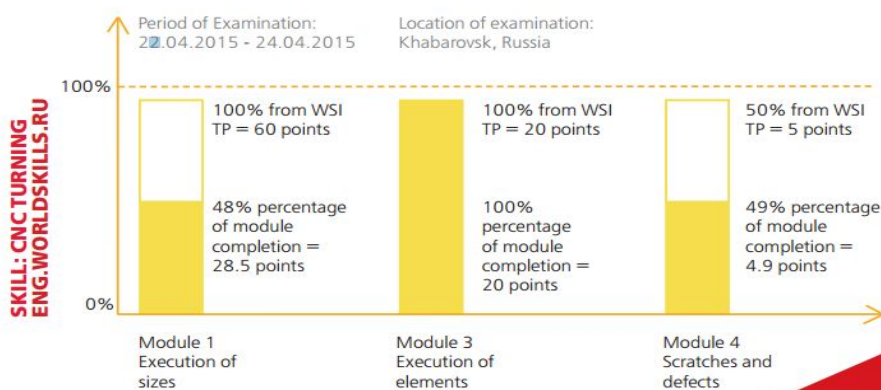 Period of Examination:
22.04.2015 - 24.04.2015
Location of examination:
Khabarovsk, Russia
SKILL: CNC TURNING
ENG.WORLDSKILLS.RU
100%
0%
100% from WSI
TP = 60 points
48% percentage
of module
completion =
28.5 points
100% from WSI
TP = 20 points
100%
percentage
of module
completion =
20 points
50% from WSI
TP = 5 points
49% percentage
of module
completion =
4.9 points
Module 1
Execution of
sizes
Module 3
Execution of
elements
Module 4
Scratches and
defects